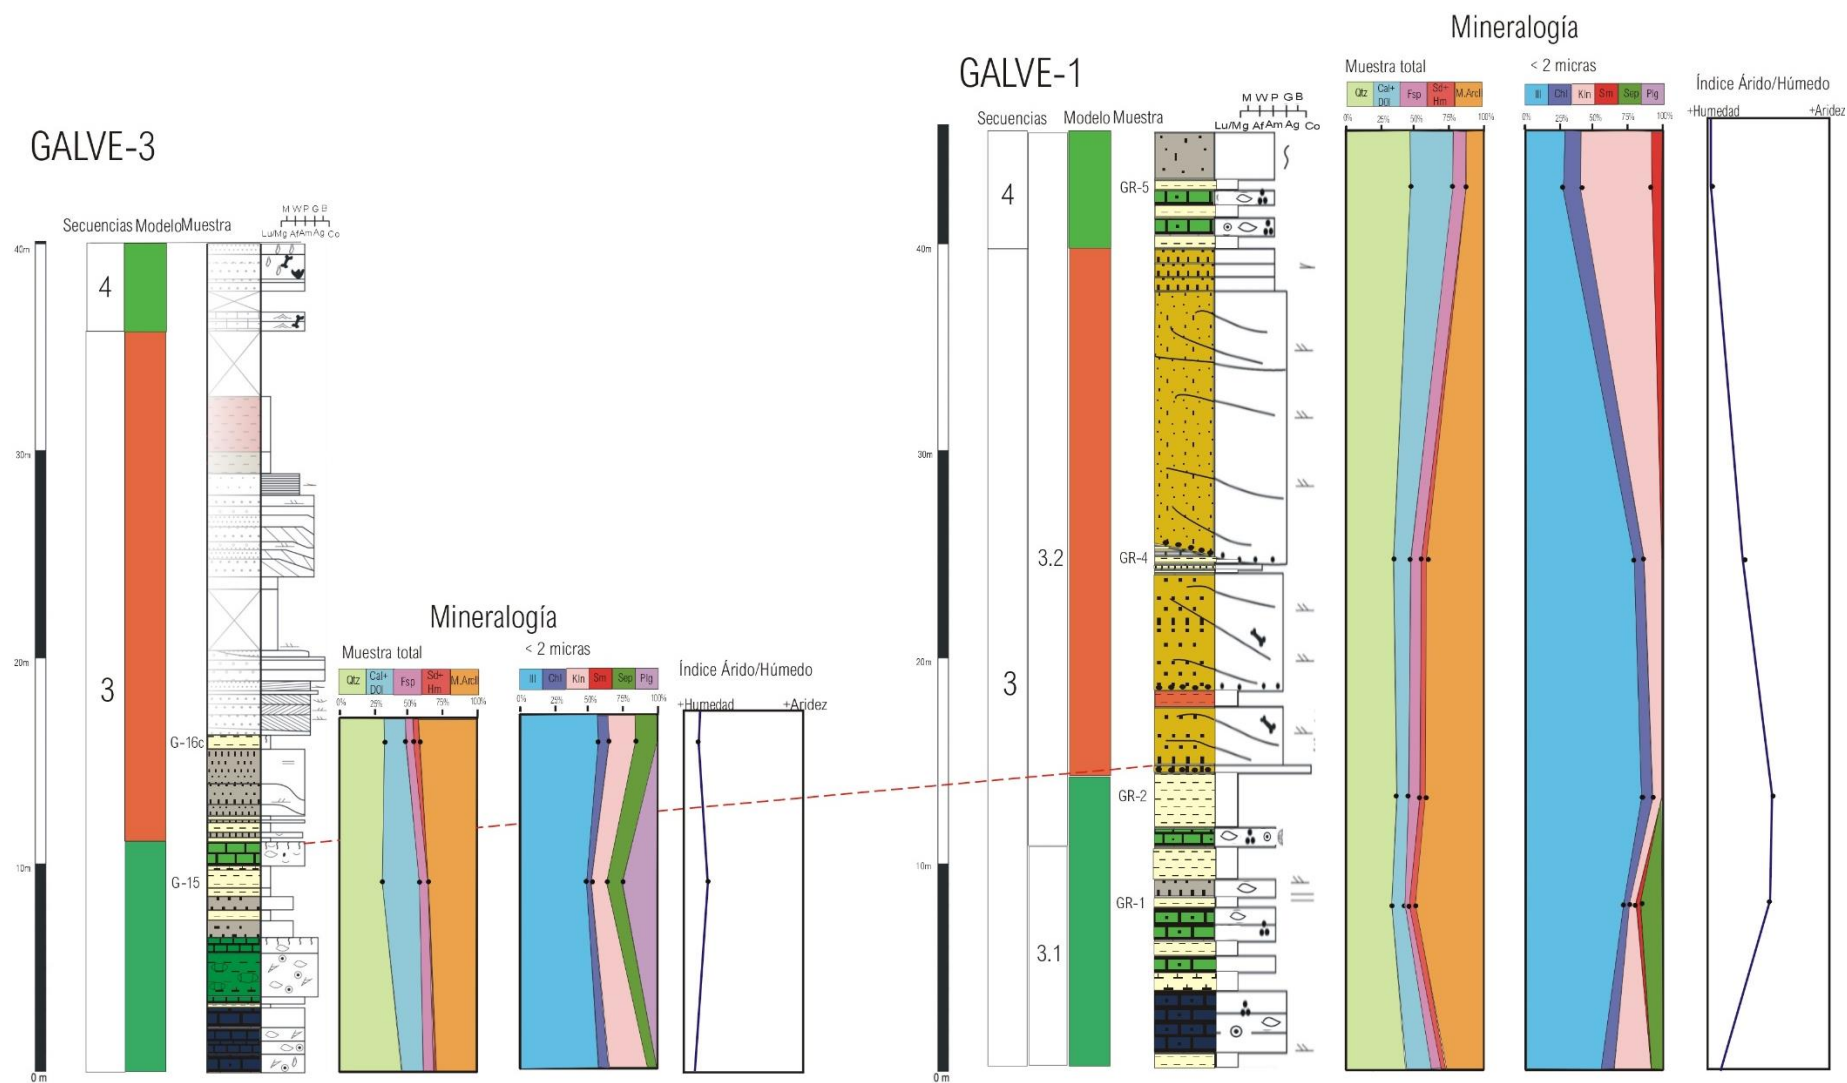 GALVE-3
Secuencias Modelo Muestra
M W P G B
Lu/Mg Af Am Ag Co
40m
30m
20m
10m
0 m
4
3
G-16c
G-15
Mineralogía
Muestra total
< 2 micras
Índice Árido/Húmedo
Qtz Cal+ Dol Fsp Sd+ Hm M.Arcll
Ill Chl Kln Sm Sep Plg
0% 25% 50% 75% 100%
0% 25% 50% 75% 100%
+Humedad +Aridez
GALVE-1
Secuencias Modelo Muestra
M W P G B
Lu/Mg Af Am Ag Co
40m
30m
20m
10m
0 m
4
3
3.2
3.1
GR-5
GR-4
GR-2
GR-1
Mineralogía
Muestra total
< 2 micras
Índice Árido/Húmedo
Qtz Cal+ Dol Fsp Sd+ Hm M.Arcll
Ill Chl Kln Sm Sep Plg
0% 25% 50% 75% 100%
0% 25% 50% 75% 100%
+Humedad +Aridez